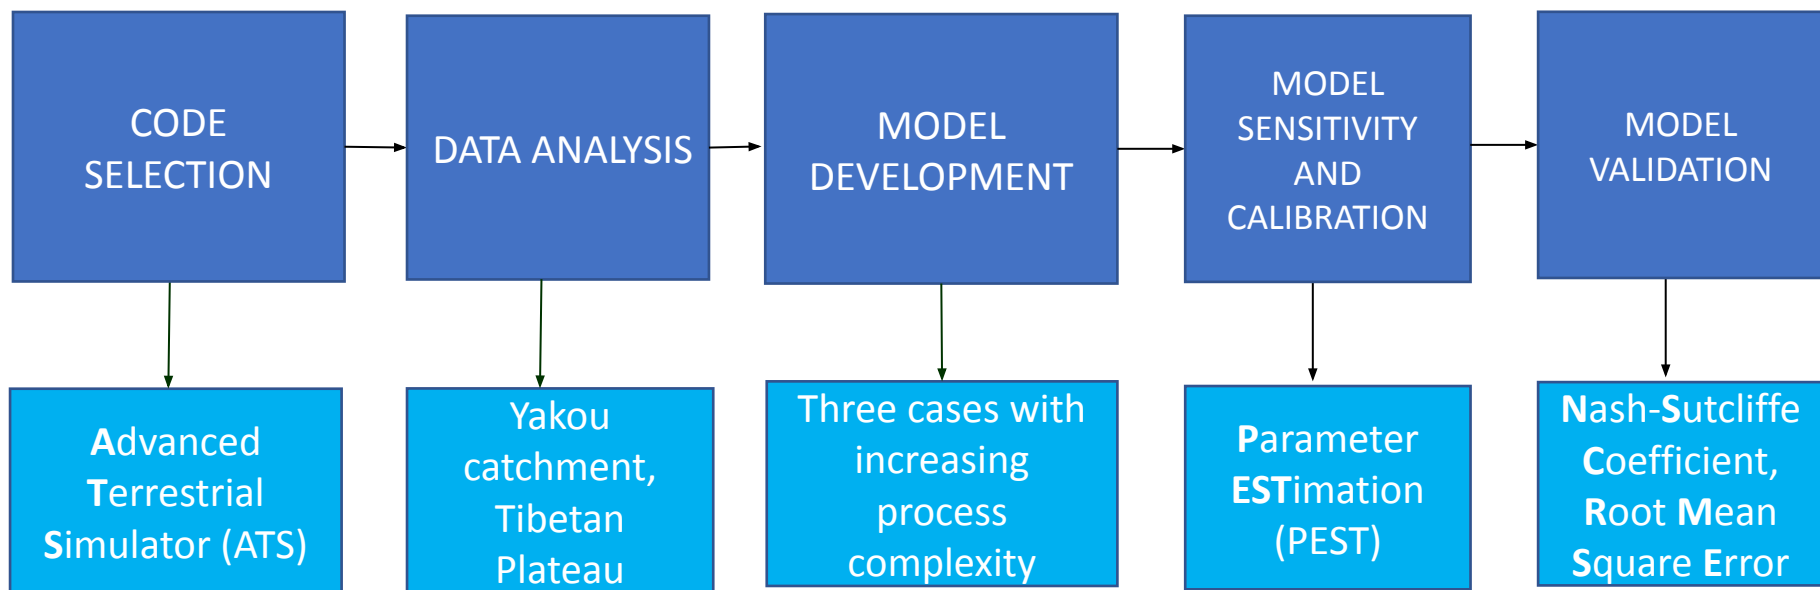 CODE
SELECTION
DATA ANALYSIS
MODEL
DEVELOPMENT
MODEL
SENSITIVITY
AND
CALIBRATION
MODEL
VALIDATION
Advanced
Terrestrial
Simulator (ATS)
Yakou
catchment,
Tibetan
Plateau
Three cases with
increasing
process
complexity
Parameter
ESTimation
(PEST)
Nash-Sutcliffe
Coefficient,
Root Mean
Square Error